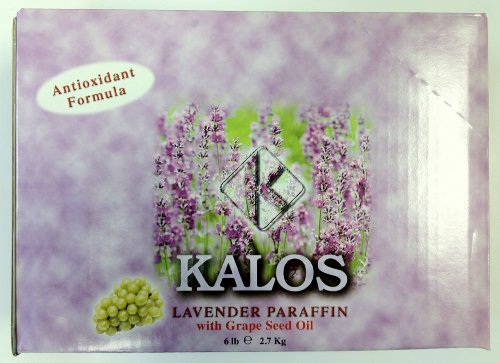 Antioxidant
Formula
K
KALOS
LAVENDER PARAFFIN
with Grape Seed Oil
6 lb ℮ 2.7 Kg